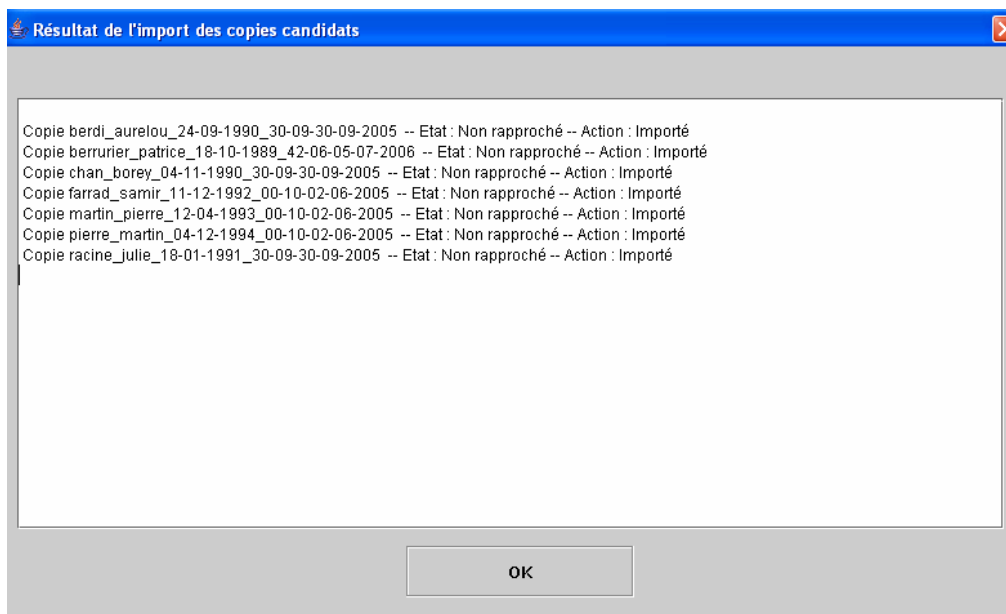 Résultat de l'import des copies candidats
Copie berdi_aurelou_24-09-1990_30-09-30-09-2005 -- Etat : Non rapproché -- Action : Importé
Copie berrurier_patrice_18-10-1989_42-06-05-07-2006 -- Etat : Non rapproché -- Action : Importé
Copie chan_borey_04-11-1990_30-09-30-09-2005 -- Etat : Non rapproché -- Action : Importé
Copie farrad_samir_11-12-1992_00-10-02-06-2005 -- Etat : Non rapproché -- Action : Importé
Copie martin_pierre_12-04-1993_00-10-02-06-2005 -- Etat : Non rapproché -- Action : Importé
Copie pierre_martin_04-12-1994_00-10-02-06-2005 -- Etat : Non rapproché -- Action : Importé
Copie racine_julie_18-01-1991_30-09-30-09-2005 -- Etat : Non rapproché -- Action : Importé
OK